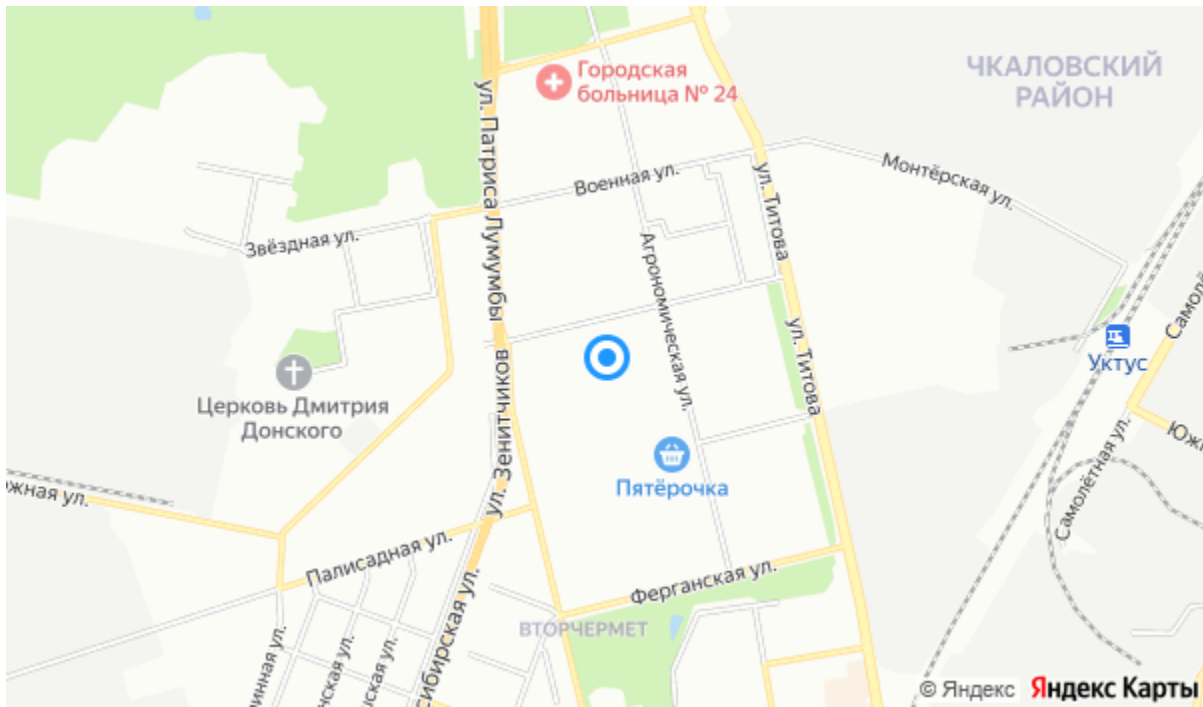 ЧКАЛОВСКИЙ
РАЙОН
Городская
больница № 24
ул. Патриса Лумумбы
Военная ул.
ул. Титова
Монтёрская ул.
Звёздная ул.
Агрономическая ул.
ул. Титова
Уктус
Церковь Дмитрия
Донского
ул. Зенитчиков
Пятёрочка
Самолётная ул.
Палисадная ул.
Ферганская ул.
ВТОРЧЕРМЕТ
© Яндекс Яндекс Карты